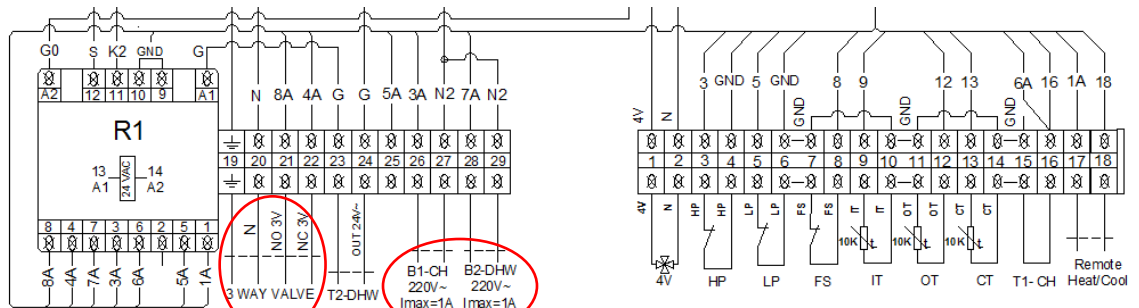 G0 S K2 GND G
A2 12 11 10 9 A1
R1
13 14
A1 24 VAC A2
8 4 7 3 6 2 5 1
8A 4A 7A 3A 6A 5A 1A
N 8A 4A G G 5A 3A N2 7A N2
19 20 21 22 23 24 25 26 27 28 29
N NO 3V NC 3V OUT 24V~
3 WAY VALVE T2-DHW
B1-CH B2-DHW
220V~ 220V~
Imax=1A Imax=1A
4V N 3 GND 5 GND 8 9 12 13 6A 16 1A 18
GND GND GND
1 2 3 4 5 6 7 8 9 10 11 12 13 14 15 16 17 18
4V N HP HP LP LP FS FS IT IT OT OT CT CT
10K t 10K t 10K t
4V HP LP FS IT OT CT T1- CH Remote
Heat/Cool